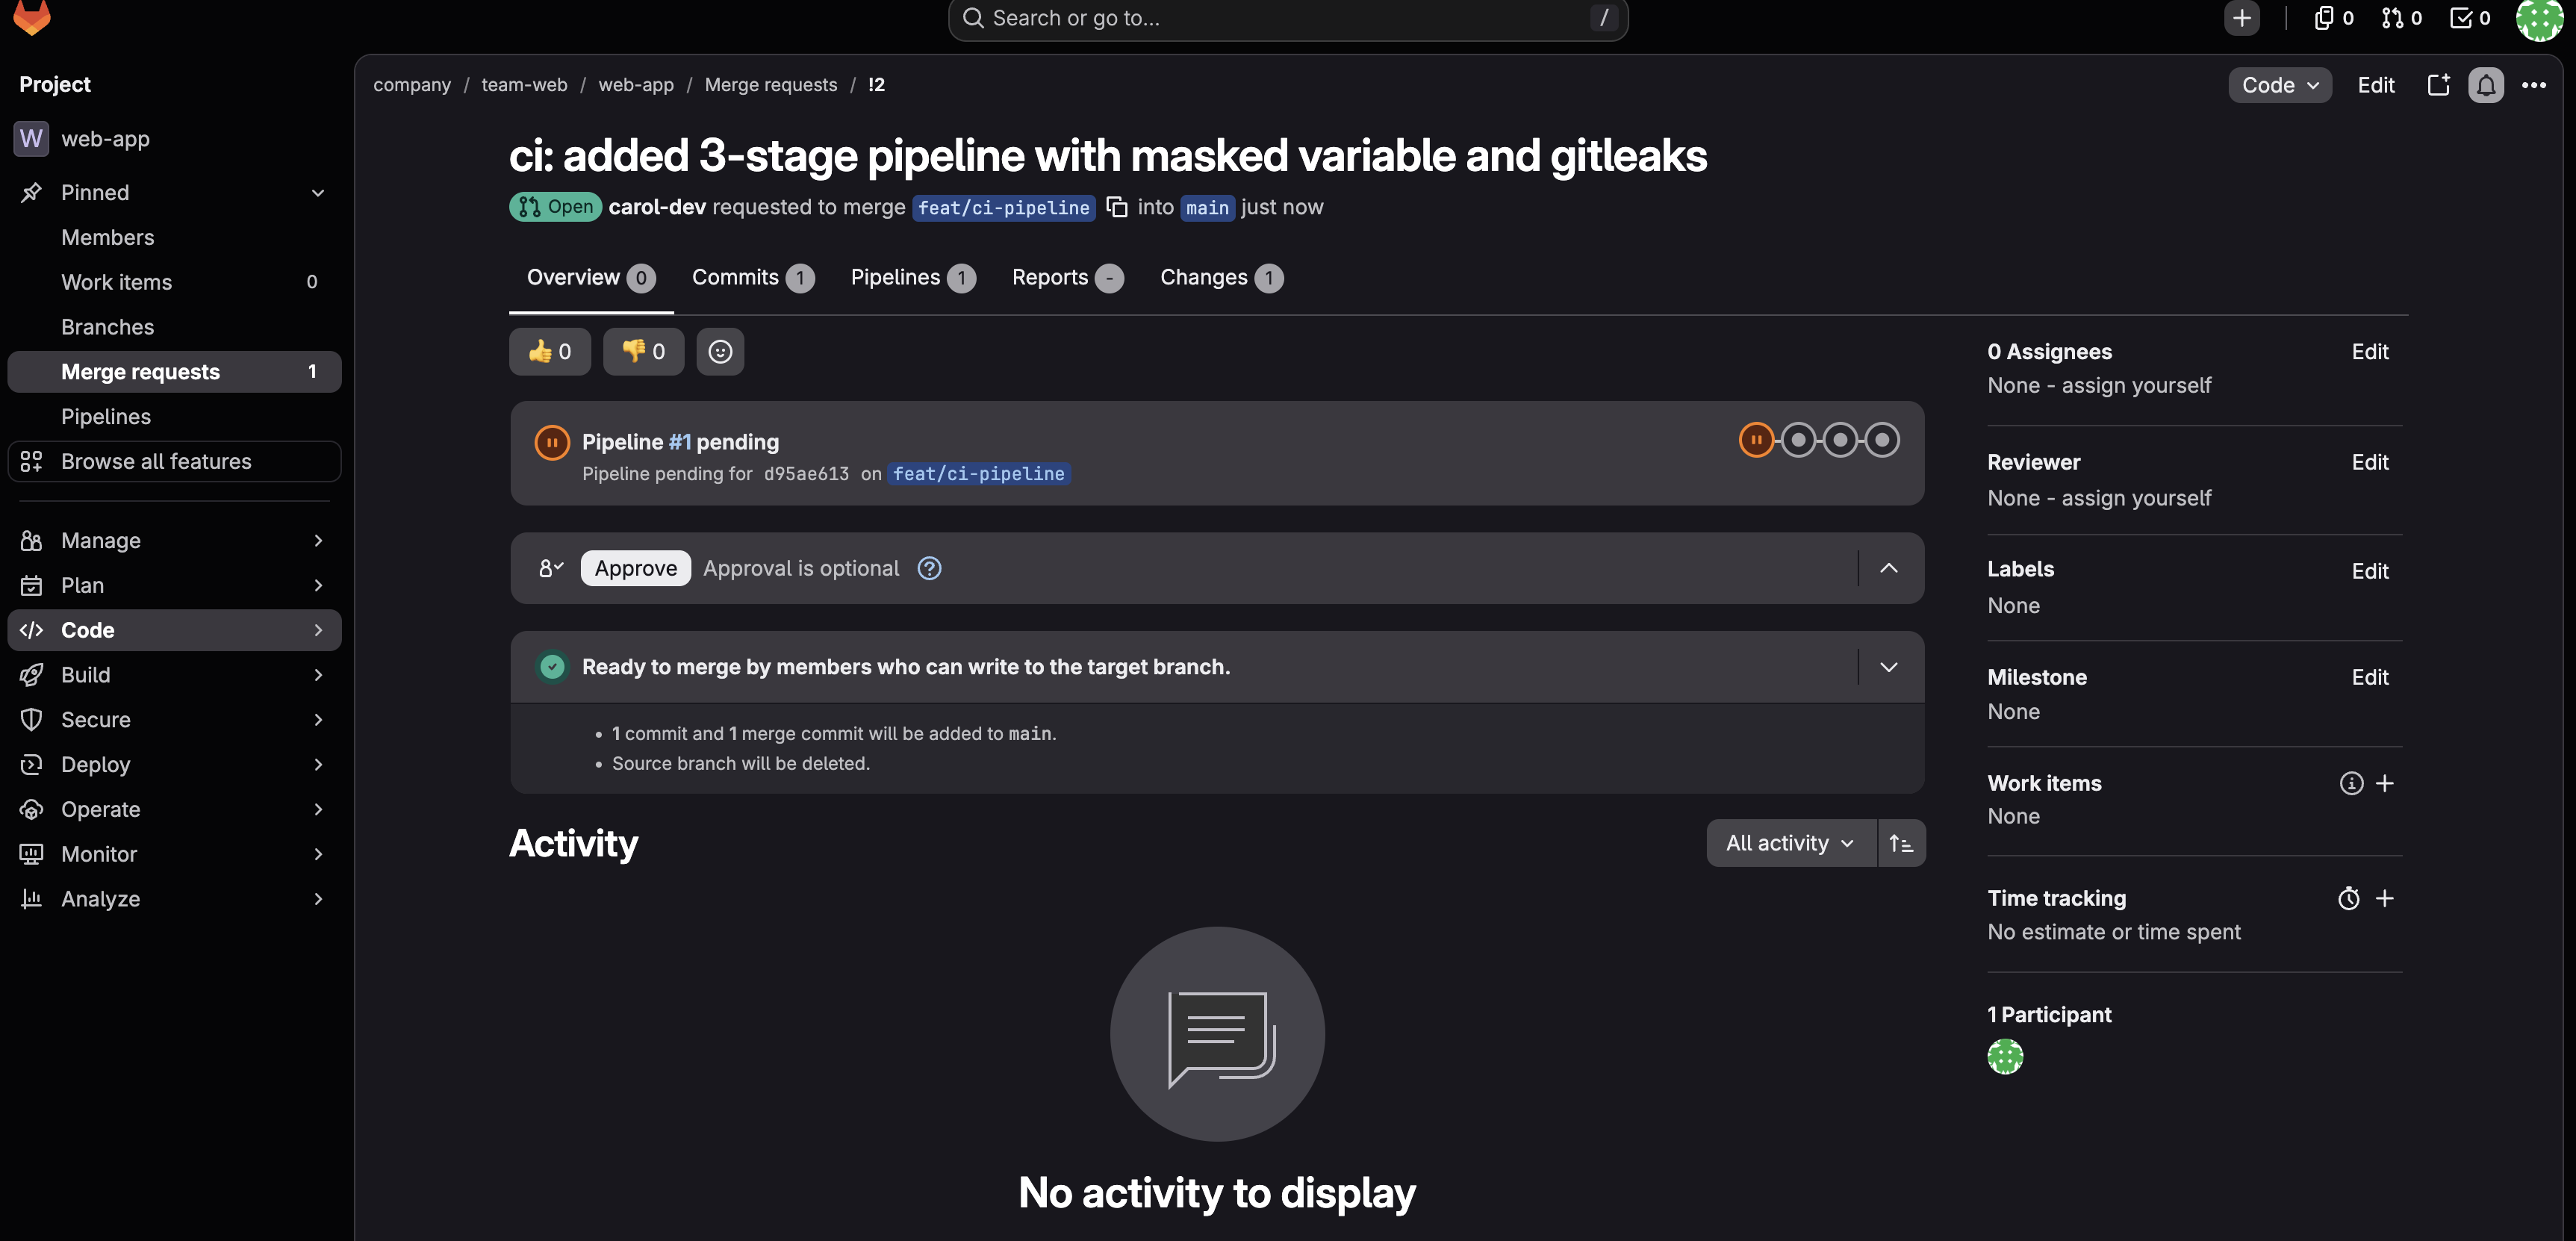 Search or go to...
/
0
0
0
Project
W web-app
Pinned
Members
Work items 0
Branches
Merge requests 1
Pipelines
Browse all features
Manage
Plan
Code
Build
Secure
Deploy
Operate
Monitor
Analyze
company / team-web / web-app / Merge requests / !2
Code
Edit
ci: added 3-stage pipeline with masked variable and gitleaks
Open carol-dev requested to merge feat/ci-pipeline into main just now
Overview 0 Commits 1 Pipelines 1 Reports - Changes 1
0 0
Pipeline #1 pending
Pipeline pending for d95ae613 on feat/ci-pipeline
Approve Approval is optional
Ready to merge by members who can write to the target branch.
1 commit and 1 merge commit will be added to main.
Source branch will be deleted.
Activity
All activity
No activity to display
0 Assignees Edit
None - assign yourself
Reviewer Edit
None - assign yourself
Labels Edit
None
Milestone Edit
None
Work items
None
Time tracking
No estimate or time spent
1 Participant